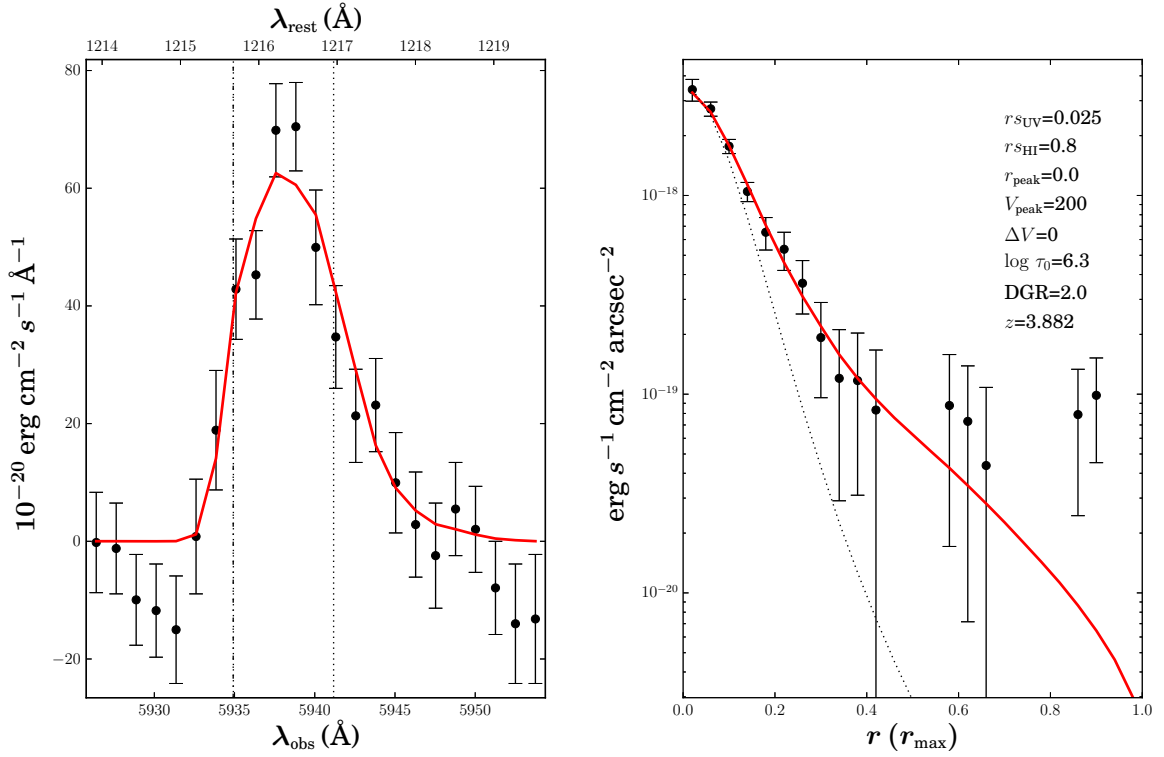 λrest (Å)
1214 1215 1216 1217 1218 1219
80
60
40
20
0
−20
10⁻²⁰ erg cm⁻² s⁻¹ Å⁻¹
5930 5935 5940 5945 5950
λobs (Å)
erg s⁻¹ cm⁻² arcsec⁻²
10⁻¹⁸
10⁻¹⁹
10⁻²⁰
rsUV=0.025
rsHI=0.8
rpeak=0.0
Vpeak=200
ΔV=0
log τ₀=6.3
DGR=2.0
z=3.882
0.0 0.2 0.4 0.6 0.8 1.0
r (rmax)